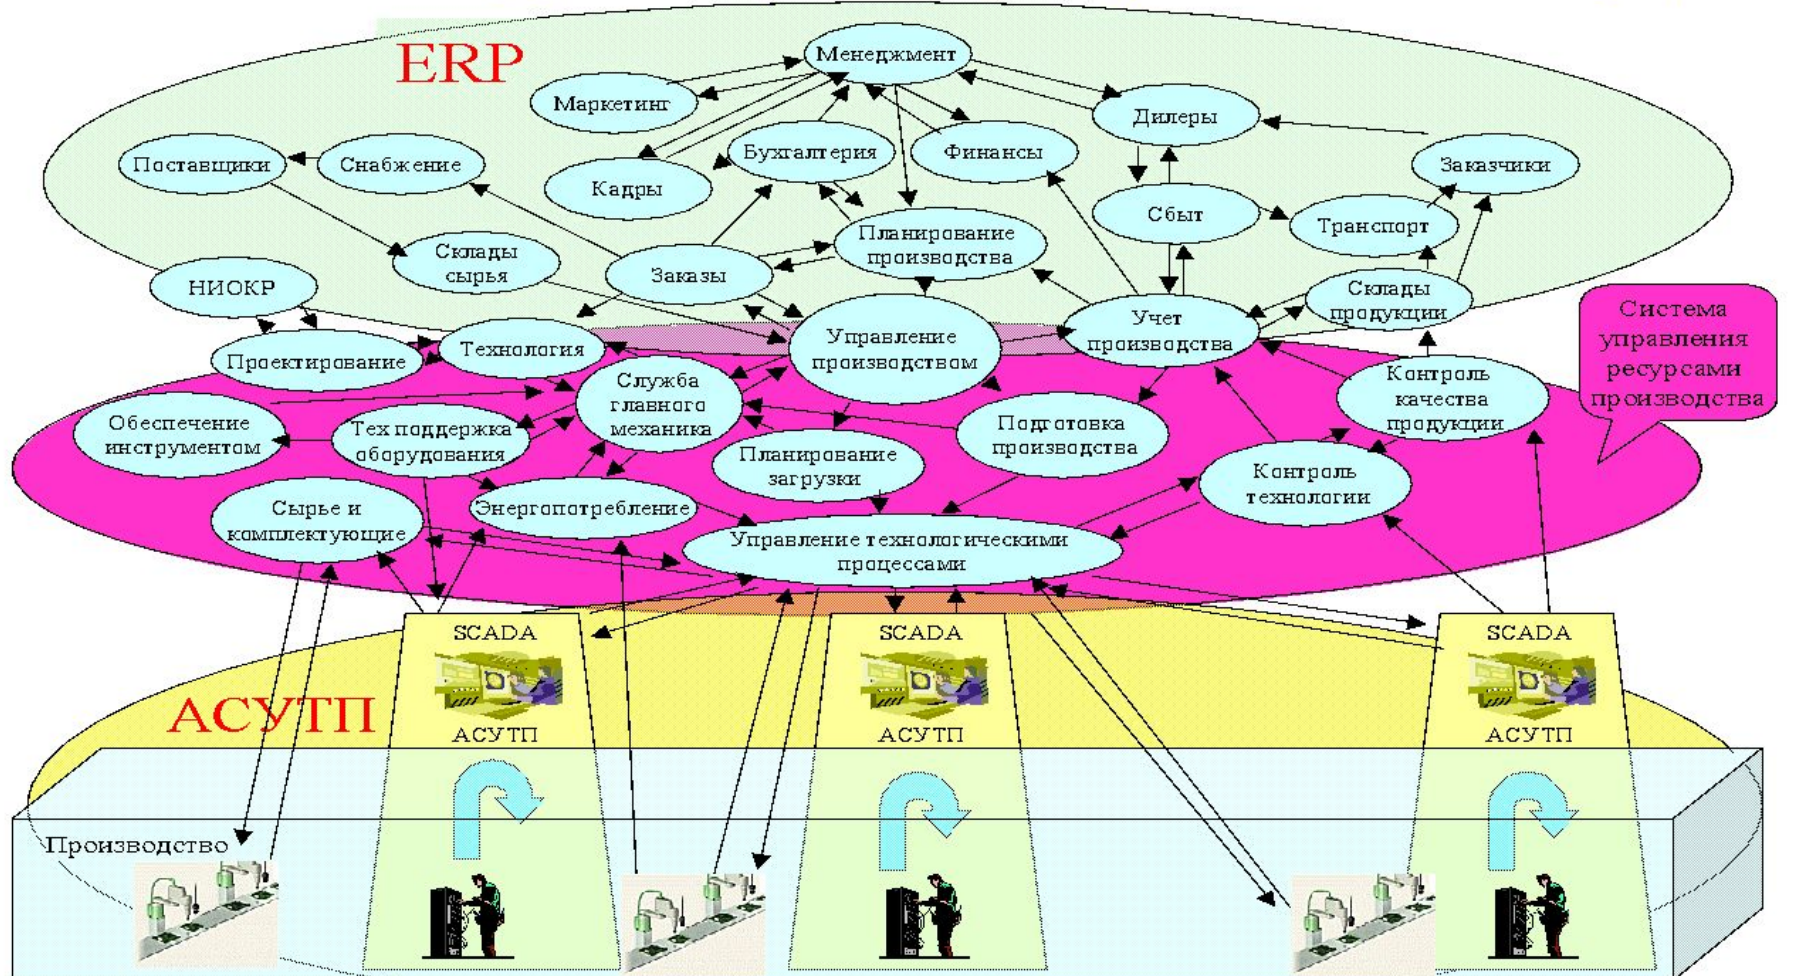 ERP
Менеджмент
Маркетинг
Дилеры
Бухгалтерия
Финансы
Поставщики
Снабжение
Заказчики
Кадры
Сбыт
Транспорт
Планирование
производства
Склады
сырья
Заказы
НИОКР
Склады
продукции
Учет
производства
Управление
производством
Технология
Проектирование
Система
управления
ресурсами
производства
Служба
главного
механика
Контроль
качества
продукции
Обеспечение
инструментом
Тех поддержка
оборудования
Подготовка
производства
Планирование
загрузки
Контроль
технологии
Сырье и
комплектующие
Энергопотребление
Управление технологическими
процессами
SCADA
SCADA
SCADA
АСУТП
АСУТП
АСУТП
АСУТП
Производство